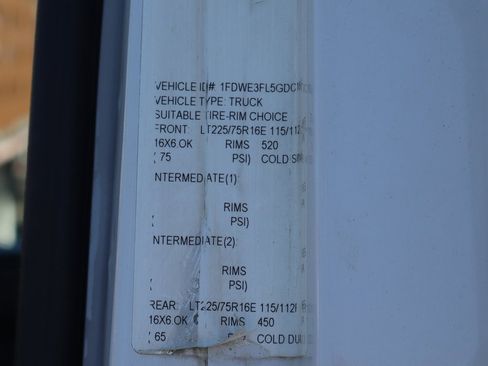 VEHICLE ID# 1FDWE3FL5GDC
VEHICLE TYPE: TRUCK
SUITABLE TIRE-RIM CHOICE
FRONT: LT225/75R16E 115/112
16X6.OK RIMS 520
( 75 PSI) COLD
INTERMEDIATE(1):
RIMS
( PSI)
INTERMEDIATE(2):
RIMS
( PSI)
REAR: LT225/75R16E 115/112
16X6.OK RIMS 450
( 65 COLD DU